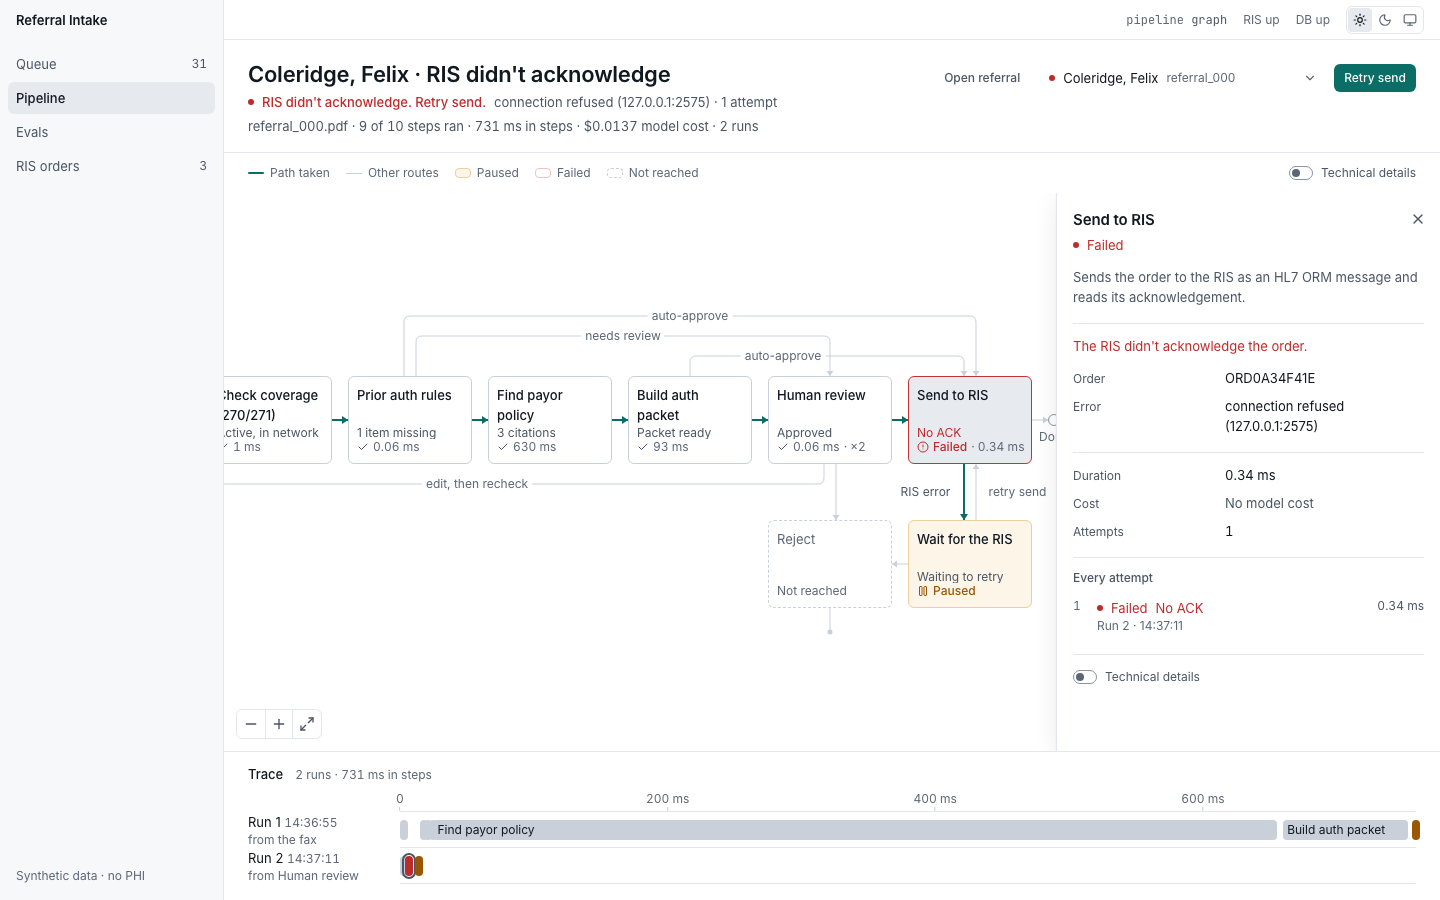 Referral Intake
pipeline graph RIS up DB up
Queue 31
Pipeline
Evals
RIS orders 3
Synthetic data · no PHI
Coleridge, Felix · RIS didn't acknowledge
RIS didn't acknowledge. Retry send. connection refused (127.0.0.1:2575) · 1 attempt
referral_000.pdf · 9 of 10 steps ran · 731 ms in steps · $0.0137 model cost · 2 runs
Open referral Coleridge, Felix referral_000
Retry send
Path taken Other routes Paused Failed Not reached
Technical details
auto-approve
needs review
auto-approve
Check coverage
270/271)
Active, in network
1 ms
Prior auth rules
1 item missing
0.06 ms
Find payor
policy
3 citations
630 ms
Build auth
packet
Packet ready
93 ms
Human review
Approved
0.06 ms · ×2
Send to RIS
No ACK
Failed · 0.34 ms
Do
edit, then recheck
RIS error
retry send
Reject
Not reached
Wait for the RIS
Waiting to retry
Paused
Send to RIS
Failed
Sends the order to the RIS as an HL7 ORM message and
reads its acknowledgement.
The RIS didn't acknowledge the order.
Order ORD0A34F41E
Error connection refused
(127.0.0.1:2575)
Duration 0.34 ms
Cost No model cost
Attempts 1
Every attempt
1 Failed No ACK 0.34 ms
Run 2 · 14:37:11
Technical details
Trace 2 runs · 731 ms in steps
0 200 ms 400 ms 600 ms
Run 1 14:36:55
from the fax
Find payor policy
Build auth packet
Run 2 14:37:11
from Human review